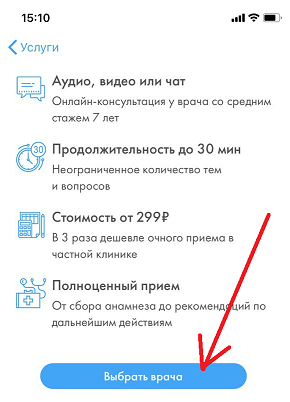 15:10
Услуги
Аудио, видео или чат
Онлайн-консультация у врача со средним
стажем 7 лет
30
Продолжительность до 30 мин
Неограниченное количество тем
и вопросов
Стоимость от 299₽
В 3 раза дешевле очного приема в
частной клинике
Полноценный прием
От сбора анамнеза до рекомендаций по
дальнейшим действиям
Выбрать врача